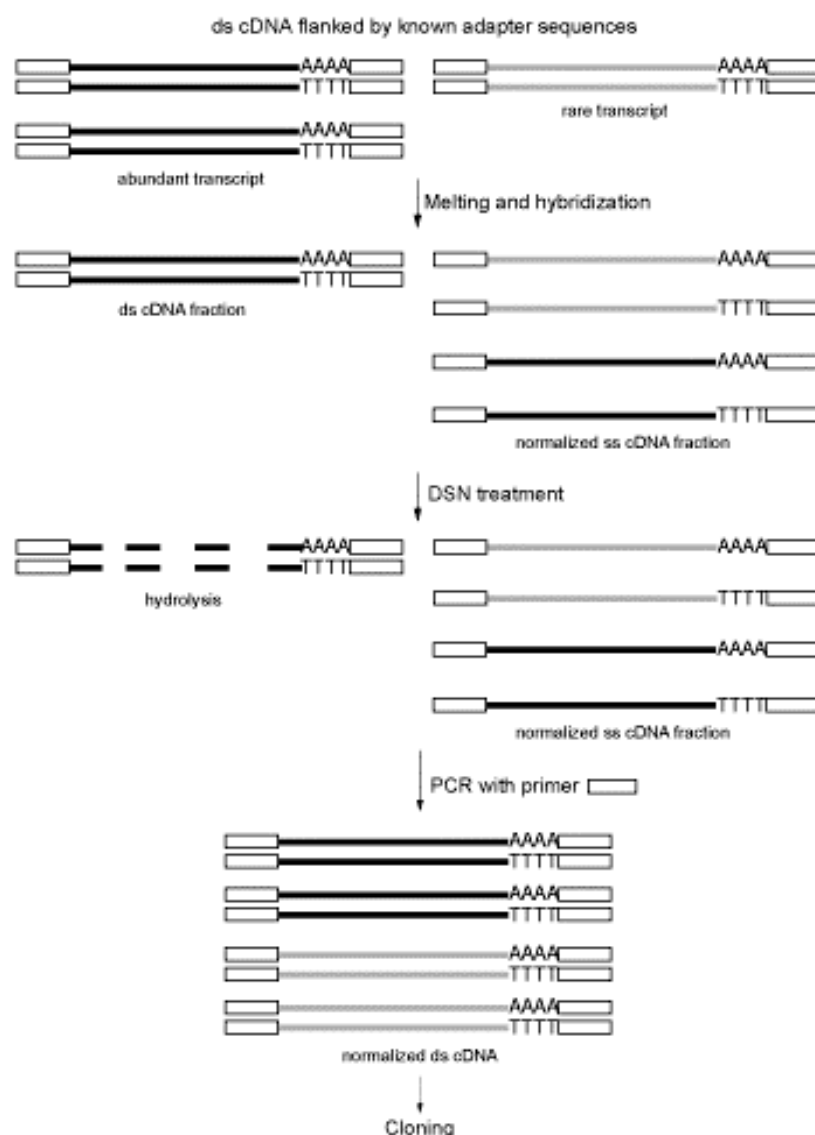 ds cDNA flanked by known adapter sequences
AAAA AAAA
TTTT TTTT
rare transcript
AAAA
TTTT
abundant transcript
Melting and hybridization
AAAA AAAA
TTTT
ds cDNA fraction
TTTT
AAAA
TTTT
normalized ss cDNA fraction
DSN treatment
AAAA AAAA
TTTT
hydrolysis
TTTT
AAAA
TTTT
normalized ss cDNA fraction
PCR with primer
AAAA
TTTT
AAAA
TTTT
AAAA
TTTT
AAAA
TTTT
normalized ds cDNA
Cloning